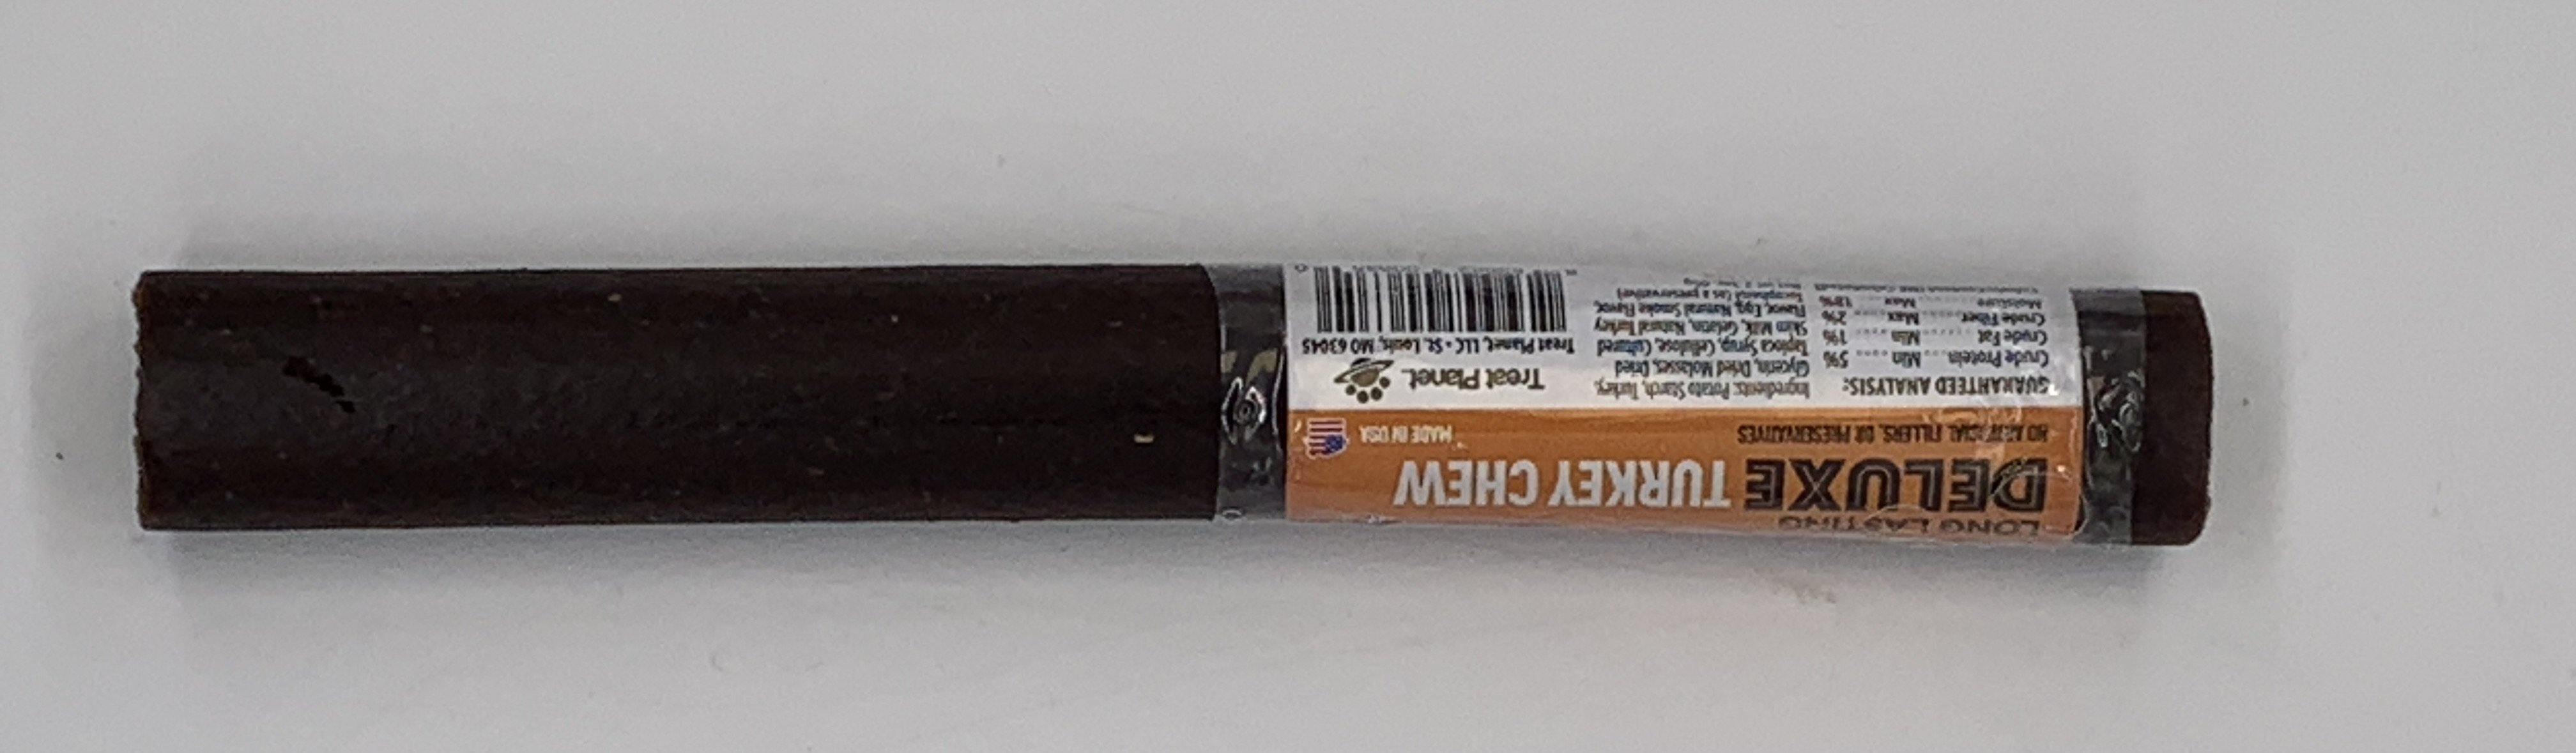 LONG LASTING
DELUXE TURKEY CHEW
NO ARTIFICIAL FILLERS, OR PRESERVATIVES
MADE IN USA
GUARANTEED ANALYSIS:
Crude Protein Min 5%
Crude Fat Min 1%
Crude Fiber Max 2%
Moisture Max 18%
Ingredients: Potato Starch, Turkey,
Glycerin, Dried Molasses, Dried
Tapioca Syrup, Cellulose, Cultured
Skim Milk, Gelatin, Natural Turkey
Flavor, Egg, Natural Smoke Flavor,
Tocopherol (as a preservative)
Treat Planet
Treat Planet, LLC • St. Louis, MO 63045